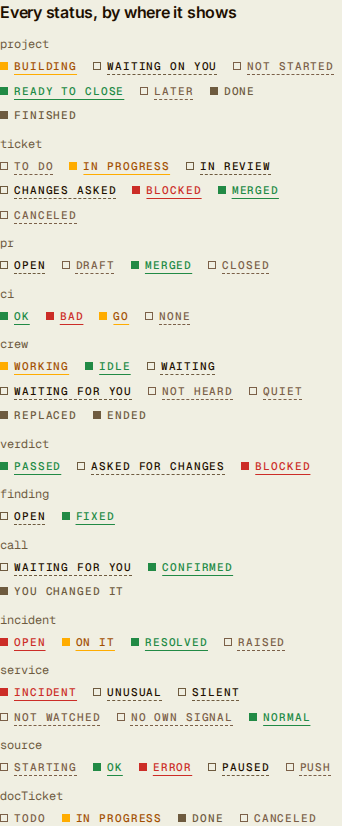 Every status, by where it shows
project
BUILDING WAITING ON YOU NOT STARTED
READY TO CLOSE LATER DONE
FINISHED
ticket
TO DO IN PROGRESS IN REVIEW
CHANGES ASKED BLOCKED MERGED
CANCELED
pr
OPEN DRAFT MERGED CLOSED
ci
OK BAD GO NONE
crew
WORKING IDLE WAITING
WAITING FOR YOU NOT HEARD QUIET
REPLACED ENDED
verdict
PASSED ASKED FOR CHANGES BLOCKED
finding
OPEN FIXED
call
WAITING FOR YOU CONFIRMED
YOU CHANGED IT
incident
OPEN ON IT RESOLVED RAISED
service
INCIDENT UNUSUAL SILENT
NOT WATCHED NO OWN SIGNAL NORMAL
source
STARTING OK ERROR PAUSED PUSH
docTicket
TODO IN PROGRESS DONE CANCELED